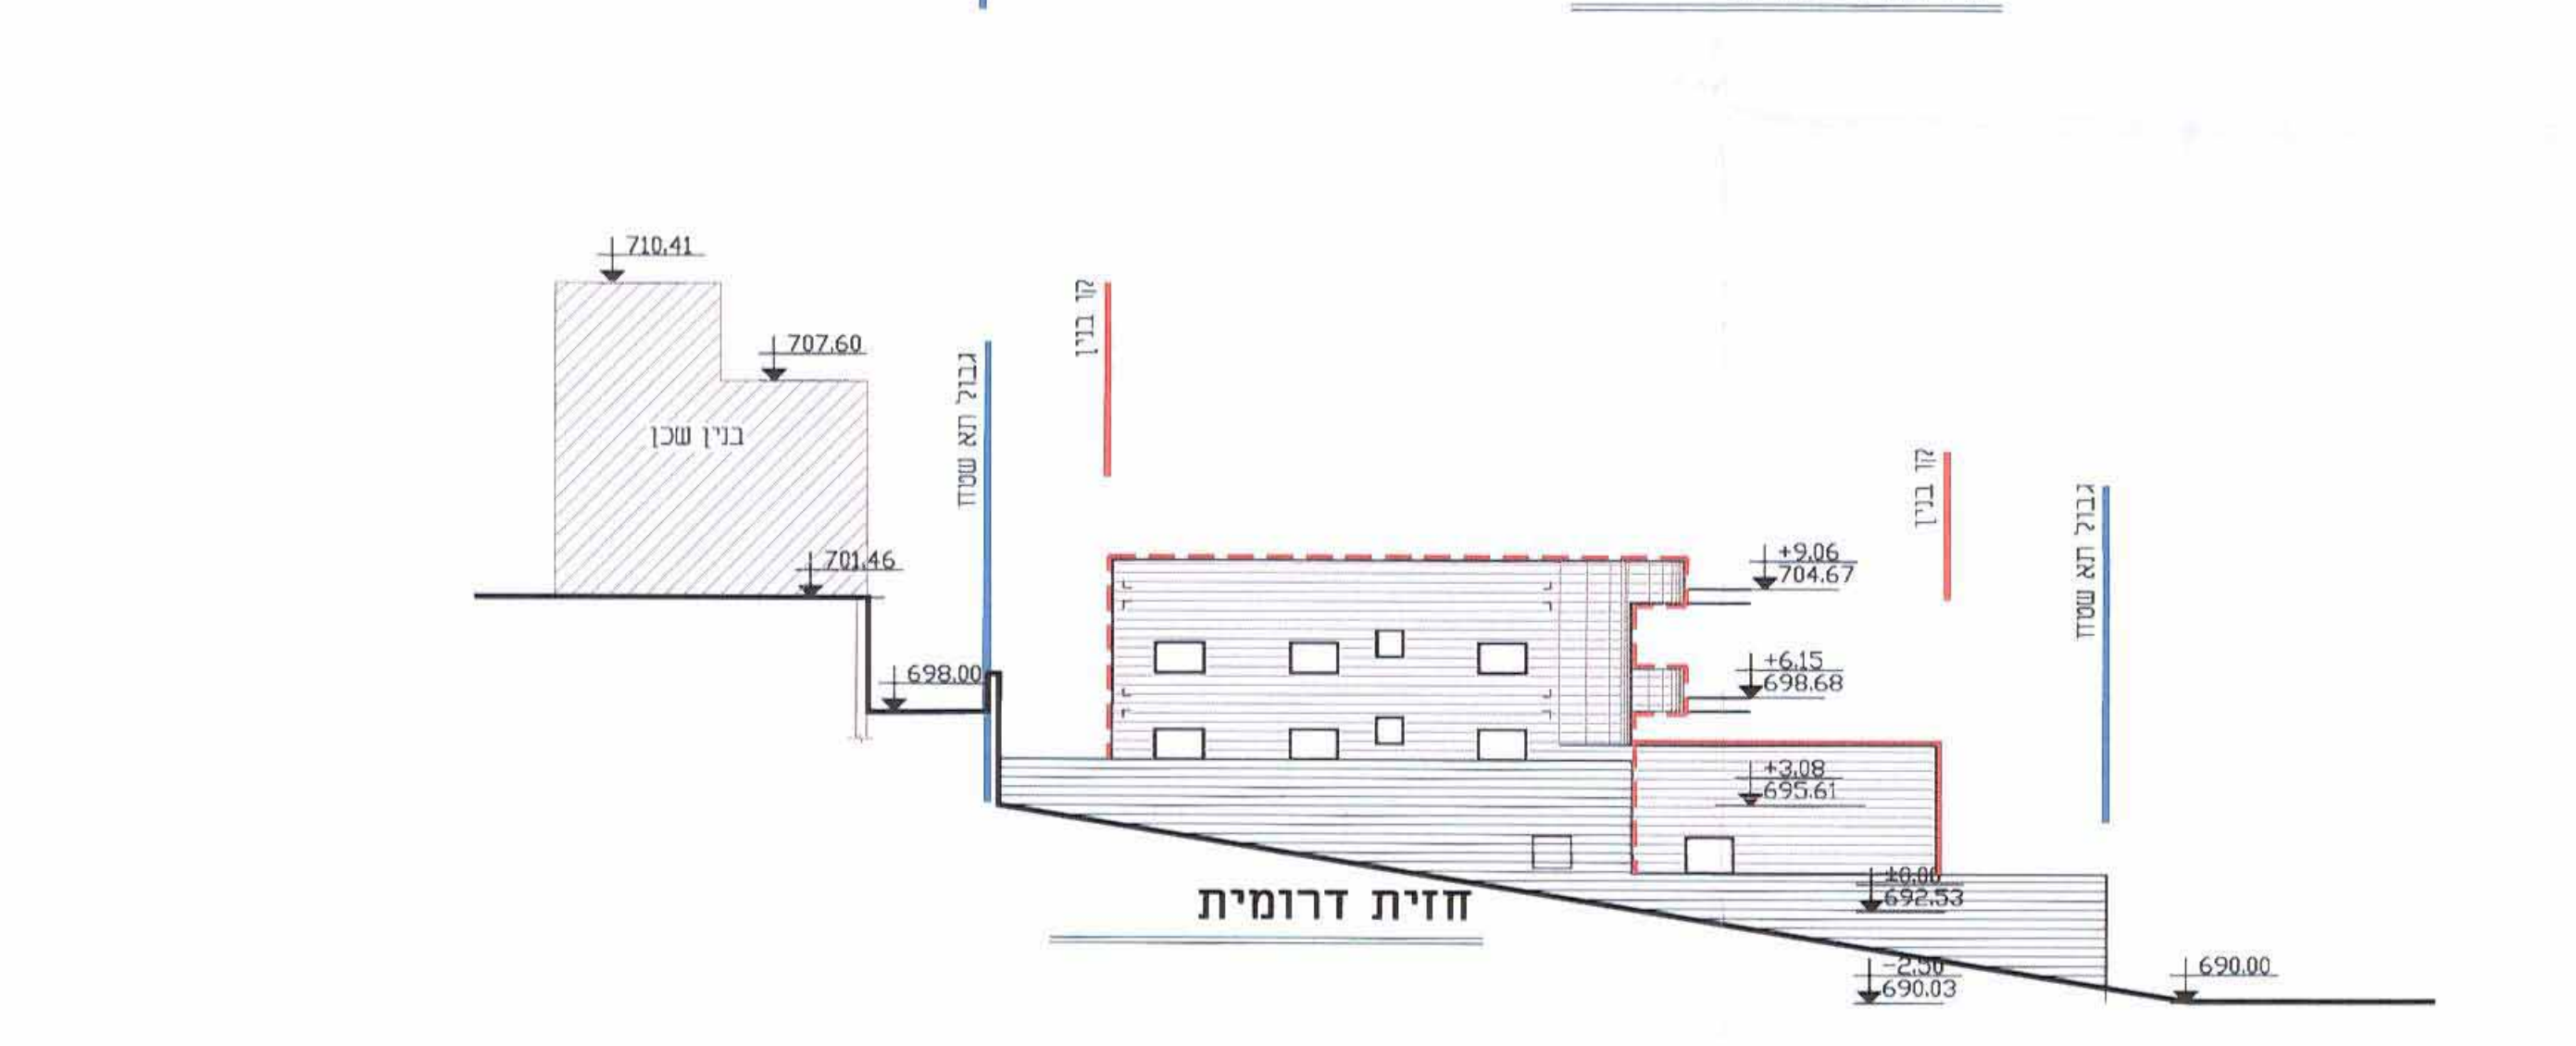 710.41
707.60
קו בנין
גבול תא שטח
בנין שכן
קו בנין
גבול תא שטח
701.46
+9.06
704.67
698.00
+6.15
698.68
+3.08
695.61
±0.00
692.53
חזית דרומית
-2.50
690.03
690.00